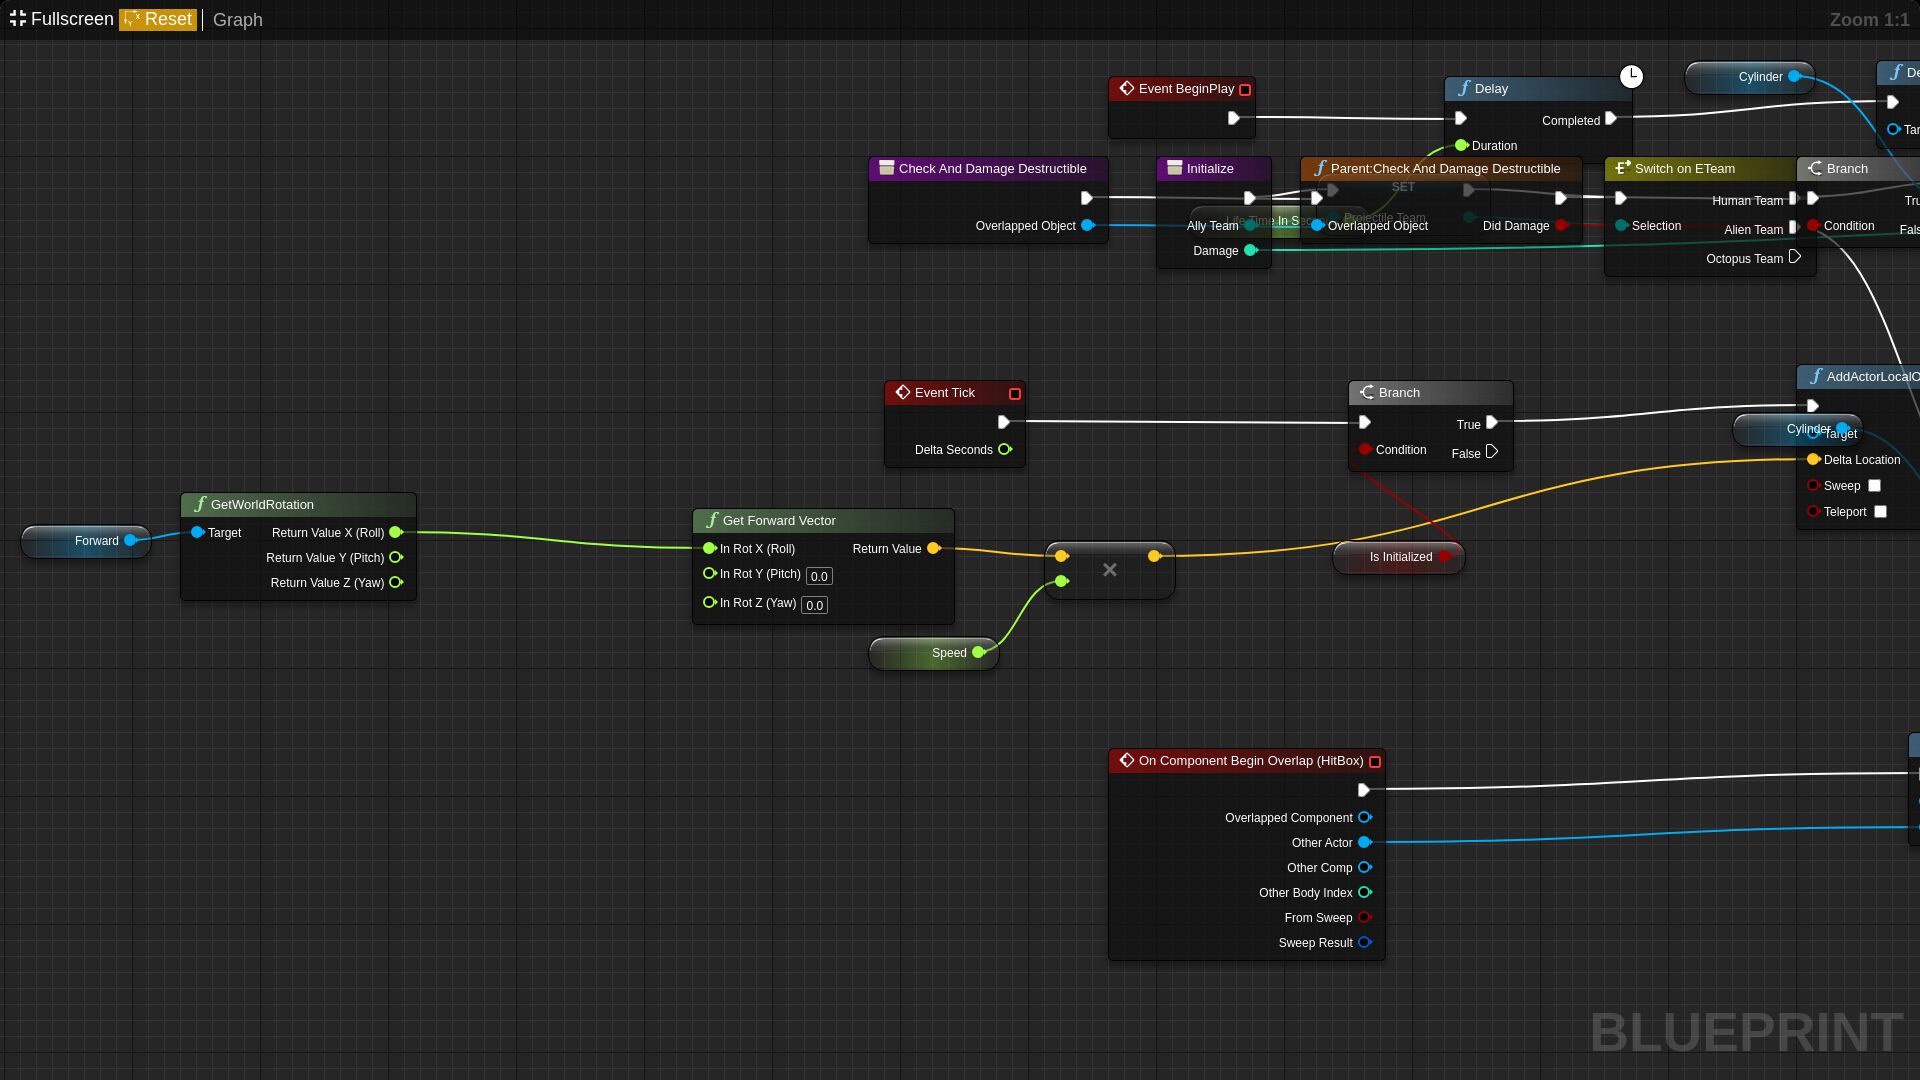 Fullscreen Reset Graph
Zoom 1:1
Cylinder
Event BeginPlay
Delay
Completed
Duration
Tar
Check And Damage Destructible
Overlapped Object
Initialize
Ally Team
Damage
SET
Projectile Team
Parent:Check And Damage Destructible
Overlapped Object
Did Damage
Switch on ETeam
Selection
Human Team
Alien Team
Octopus Team
Branch
Condition
Tru
Fals
Event Tick
Delta Seconds
Branch
Condition
True
False
AddActorLocalO
Cylinder
Target
Delta Location
Sweep
Teleport
Forward
GetWorldRotation
Target
Return Value X (Roll)
Return Value Y (Pitch)
Return Value Z (Yaw)
Get Forward Vector
In Rot X (Roll)
Return Value
In Rot Y (Pitch) 0.0
In Rot Z (Yaw) 0.0
Is Initialized
Speed
On Component Begin Overlap (HitBox)
Overlapped Component
Other Actor
Other Comp
Other Body Index
From Sweep
Sweep Result
BLUEPRINT